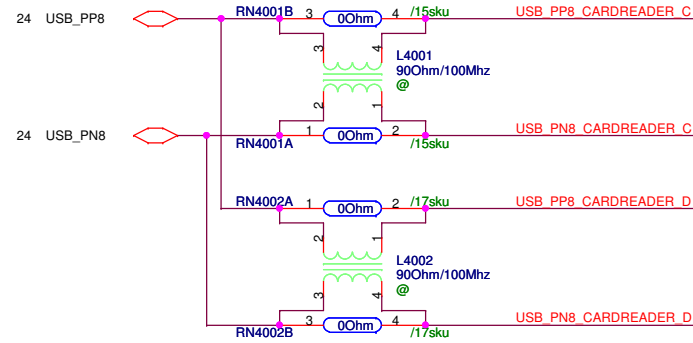 24 USB_PP8 RN4001B 3 0Ohm 4 /15sku USB_PP8_CARDREADER_C
3 4
L4001
90Ohm/100Mhz
@
2 1
24 USB_PN8 1 0Ohm 2 USB_PN8_CARDREADER_C
RN4001A /15sku
RN4002A 1 0Ohm 2 /17sku USB_PP8_CARDREADER_D
2 1
L4002
90Ohm/100Mhz
@
3 4
3 0Ohm 4 USB_PN8_CARDREADER_D
RN4002B /17sku